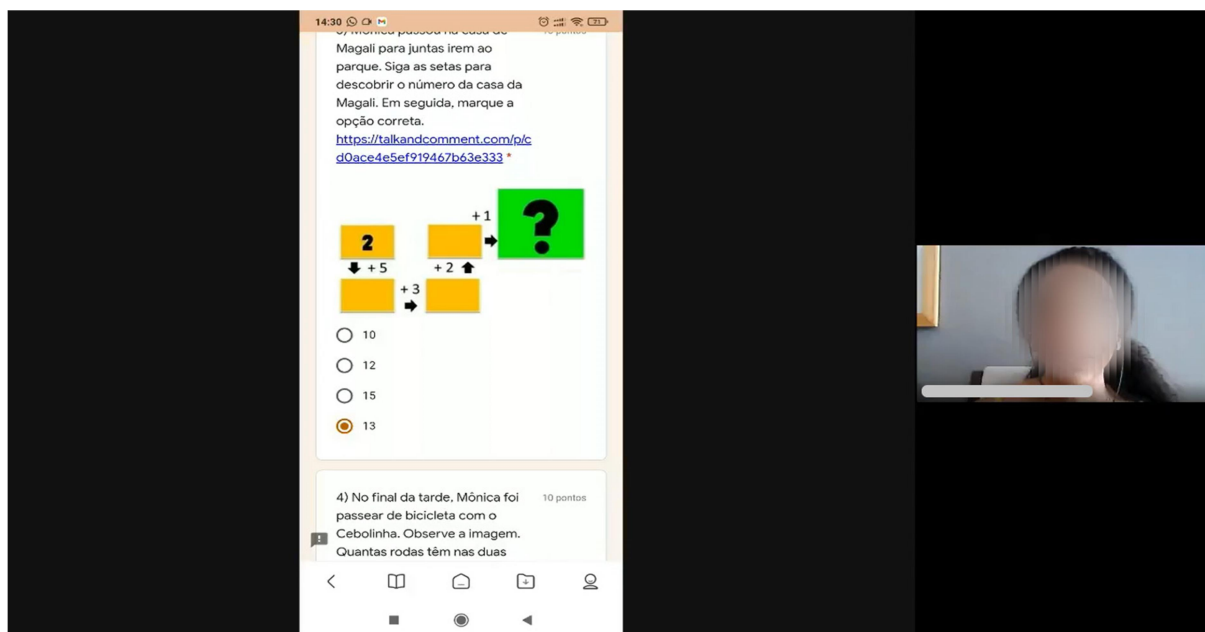 14:30
71
Magali para juntas irem ao
parque. Siga as setas para
descobrir o número da casa da
Magali. Em seguida, marque a
opção correta.
https://talkandcomment.com/p/c
d0ace4e5ef919467b63e333 *
+ 1
?
2
+ 5
+ 2
+ 3
10
12
15
13
4) No final da tarde, Mônica foi
10 pontos
passear de bicicleta com o
Cebolinha. Observe a imagem.
Quantas rodas têm nas duas